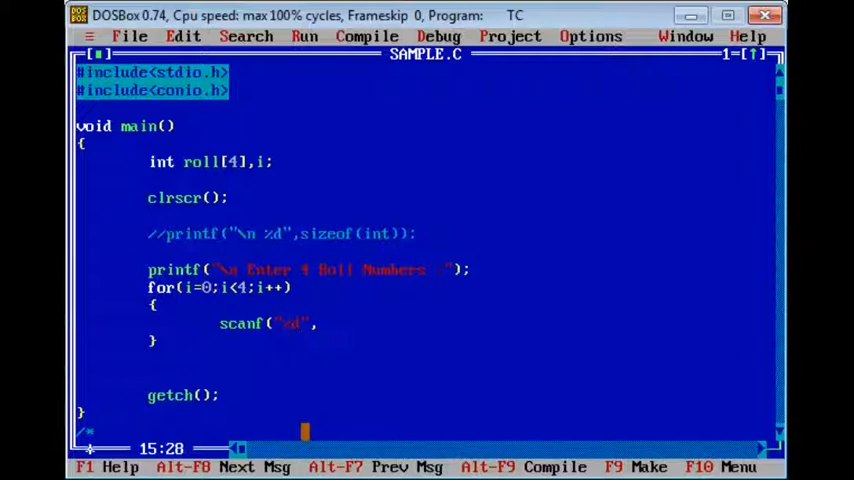 DOSBox 0.74, Cpu speed: max 100% cycles, Frameskip 0, Program: TC
≡ File Edit Search Run Compile Debug Project Options Window Help
[■] SAMPLE.C 1=[↑]
#include<stdio.h>
#include<conio.h>
void main()
{
int roll[4],i;
clrscr();
//printf("\n %d",sizeof(int));
printf("\n Enter 4 Roll Numbers :");
for(i=0;i<4;i++)
{
scanf("%d",
}
getch();
}
/*
15:28
F1 Help Alt-F8 Next Msg Alt-F7 Prev Msg Alt-F9 Compile F9 Make F10 Menu